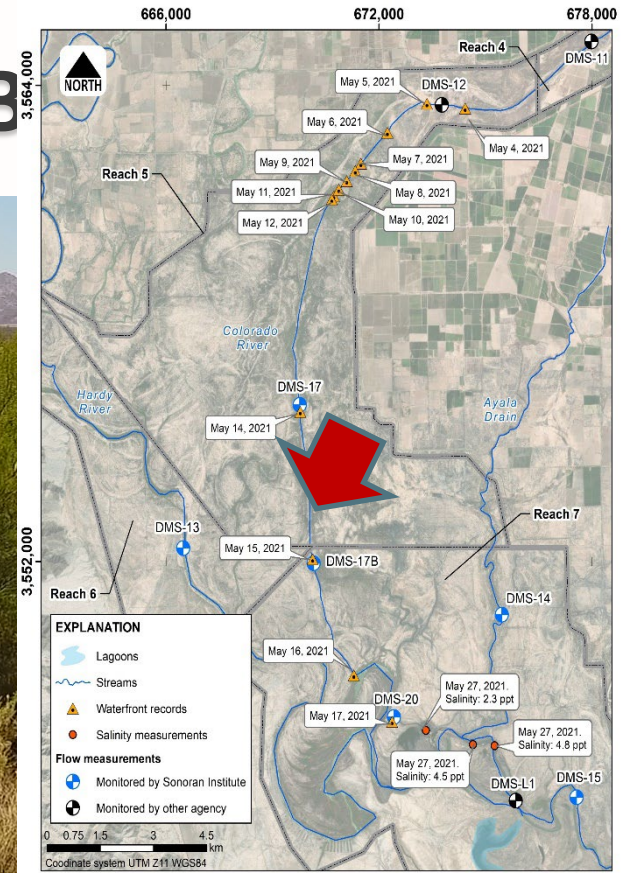 666,000
672,000
678,000
3,564,000
3,552,000
NORTH
Reach 4
DMS-11
May 5, 2021
DMS-12
May 6, 2021
May 4, 2021
May 9, 2021
May 7, 2021
Reach 5
May 8, 2021
May 11, 2021
May 10, 2021
May 12, 2021
Colorado
River
Hardy
River
DMS-17
Ayala
Drain
May 14, 2021
Reach 7
DMS-13
May 15, 2021
DMS-17B
Reach 6
DMS-14
May 16, 2021
May 27, 2021.
Salinity: 2.3 ppt
DMS-20
May 17, 2021
May 27, 2021.
Salinity: 4.8 ppt
May 27, 2021.
Salinity: 4.5 ppt
DMS-L1
DMS-15
EXPLANATION
Lagoons
Streams
Waterfront records
Salinity measurements
Flow measurements
Monitored by Sonoran Institute
Monitored by other agency
0 0.75 1.5 3 4.5
km
Coodinate system UTM Z11 WGS84